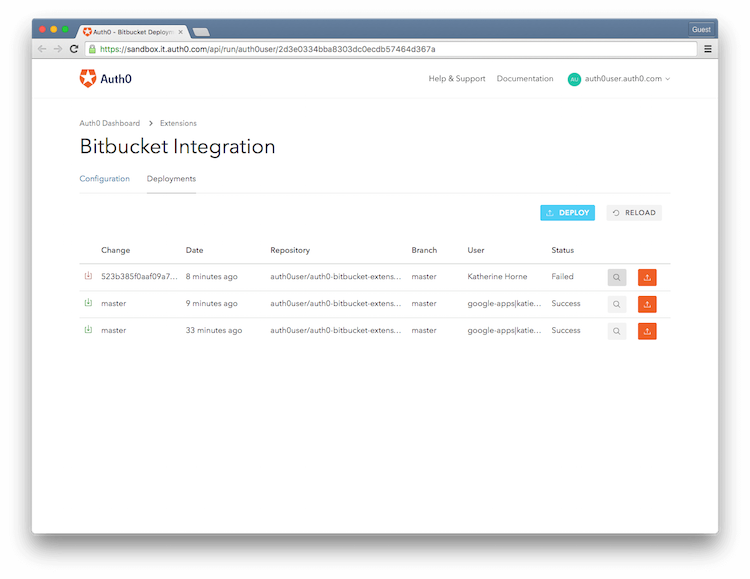 Auth0 - Bitbucket Deploym
Guest
https://sandbox.it.auth0.com/api/run/auth0user/2d3e0334bba8303dc0ecdb57464d367a
Auth0
Help & Support Documentation AU auth0user.auth0.com
Auth0 Dashboard > Extensions
Bitbucket Integration
Configuration Deployments
DEPLOY RELOAD
Change Date Repository Branch User Status
523b385f0aaf09a7... 8 minutes ago auth0user/auth0-bitbucket-extens... master Katherine Horne Failed
master 9 minutes ago auth0user/auth0-bitbucket-extens... master google-apps|katie... Success
master 33 minutes ago auth0user/auth0-bitbucket-extens... master google-apps|katie... Success